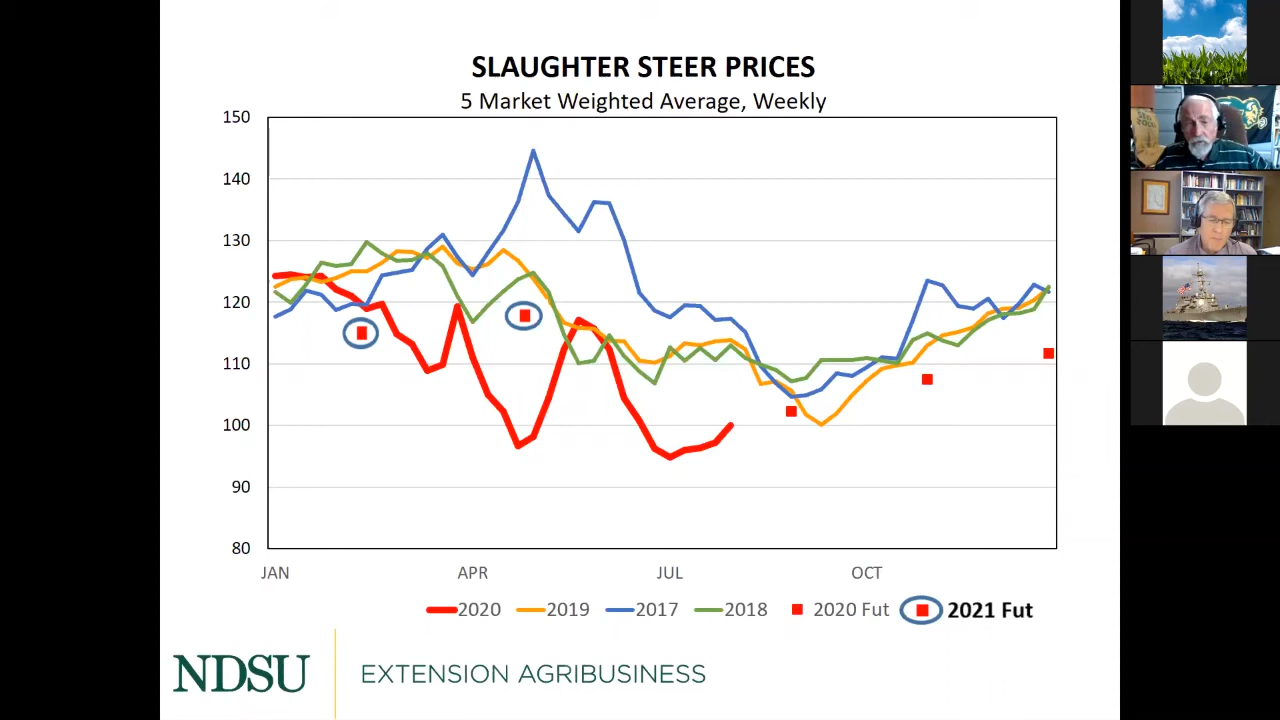 SLAUGHTER STEER PRICES
5 Market Weighted Average, Weekly
150
140
130
120
110
100
90
80
JAN APR JUL OCT
2020 2019 2017 2018 2020 Fut 2021 Fut
NDSU EXTENSION AGRIBUSINESS